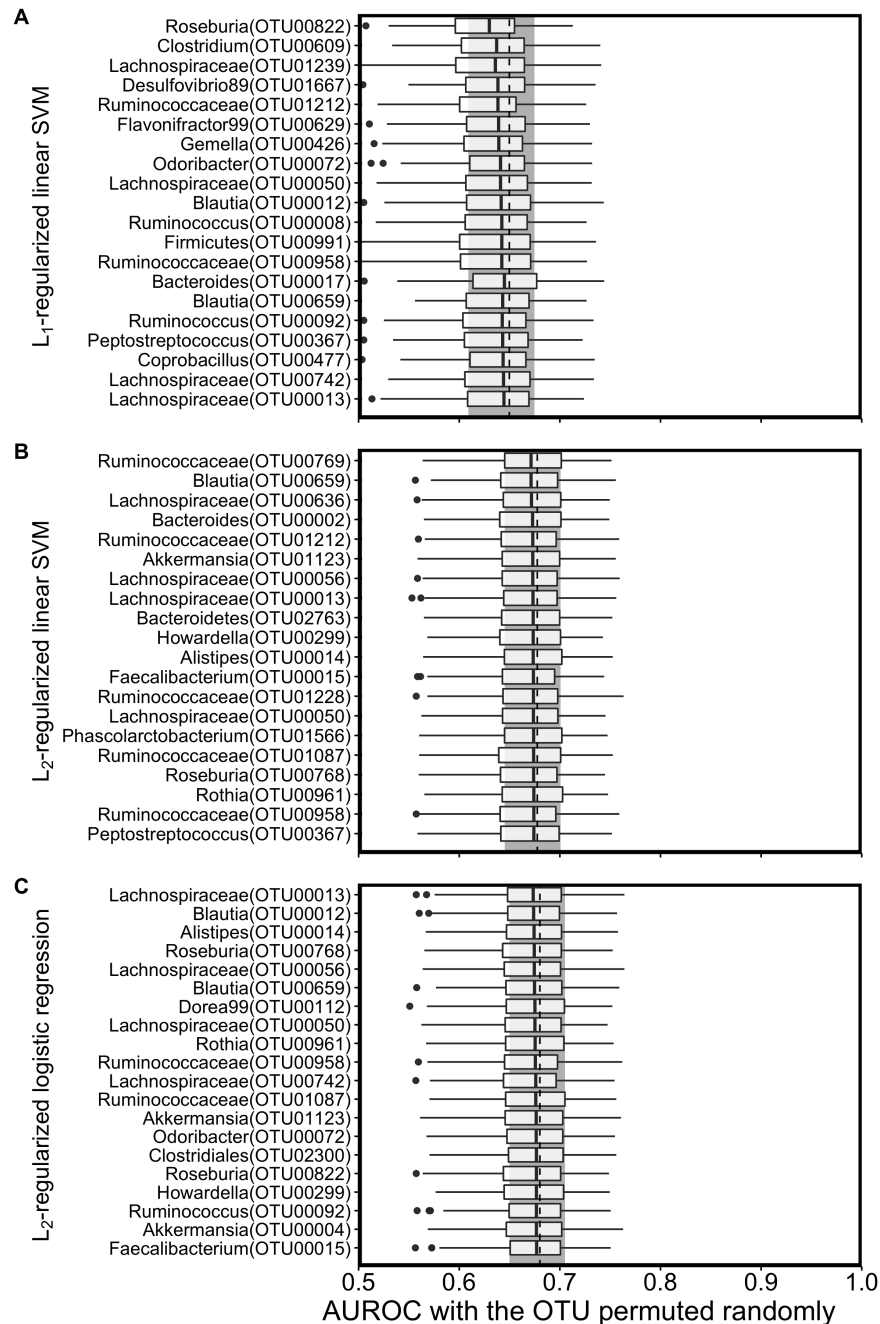 A
L1-regularized linear SVM
Roseburia(OTU00822)
Clostridium(OTU00609)
Lachnospiraceae(OTU01239)
Desulfovibrio89(OTU01667)
Ruminococcaceae(OTU01212)
Flavonifractor99(OTU00629)
Gemella(OTU00426)
Odoribacter(OTU00072)
Lachnospiraceae(OTU00050)
Blautia(OTU00012)
Ruminococcus(OTU00008)
Firmicutes(OTU00991)
Ruminococcaceae(OTU00958)
Bacteroides(OTU00017)
Blautia(OTU00659)
Ruminococcus(OTU00092)
Peptostreptococcus(OTU00367)
Coprobacillus(OTU00477)
Lachnospiraceae(OTU00742)
Lachnospiraceae(OTU00013)
B
L2-regularized linear SVM
Ruminococcaceae(OTU00769)
Blautia(OTU00659)
Lachnospiraceae(OTU00636)
Bacteroides(OTU00002)
Ruminococcaceae(OTU01212)
Akkermansia(OTU01123)
Lachnospiraceae(OTU00056)
Lachnospiraceae(OTU00013)
Bacteroidetes(OTU02763)
Howardella(OTU00299)
Alistipes(OTU00014)
Faecalibacterium(OTU00015)
Ruminococcaceae(OTU01228)
Lachnospiraceae(OTU00050)
Phascolarctobacterium(OTU01566)
Ruminococcaceae(OTU01087)
Roseburia(OTU00768)
Rothia(OTU00961)
Ruminococcaceae(OTU00958)
Peptostreptococcus(OTU00367)
C
L2-regularized logistic regression
Lachnospiraceae(OTU00013)
Blautia(OTU00012)
Alistipes(OTU00014)
Roseburia(OTU00768)
Lachnospiraceae(OTU00056)
Blautia(OTU00659)
Dorea99(OTU00112)
Lachnospiraceae(OTU00050)
Rothia(OTU00961)
Ruminococcaceae(OTU00958)
Lachnospiraceae(OTU00742)
Ruminococcaceae(OTU01087)
Akkermansia(OTU01123)
Odoribacter(OTU00072)
Clostridiales(OTU02300)
Roseburia(OTU00822)
Howardella(OTU00299)
Ruminococcus(OTU00092)
Akkermansia(OTU00004)
Faecalibacterium(OTU00015)
0.5 0.6 0.7 0.8 0.9 1.0
AUROC with the OTU permuted randomly